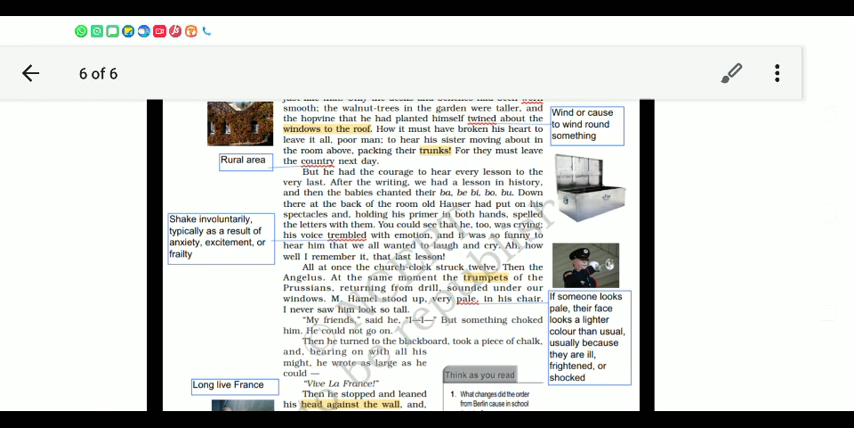 6 of 6
smooth; the walnut-trees in the garden were taller, and
the hopvine that he had planted himself twined about the
windows to the roof. How it must have broken his heart to
leave it all, poor man; to hear his sister moving about in
the room above, packing their trunks! For they must leave
the country next day.
But he had the courage to hear every lesson to the
very last. After the writing, we had a lesson in history,
and then the babies chanted their ba, be bi, bo, bu. Down
there at the back of the room old Hauser had put on his
spectacles and, holding his primer in both hands, spelled
the letters with them. You could see that he, too, was crying;
his voice trembled with emotion, and it was so funny to
hear him that we all wanted to laugh and cry. Ah, how
well I remember it, that last lesson!
All at once the church-clock struck twelve. Then the
Angelus. At the same moment the trumpets of the
Prussians, returning from drill, sounded under our
windows. M. Hamel stood up, very pale, in his chair.
I never saw him look so tall.
“My friends,” said he, “I—I—” But something choked
him. He could not go on.
Then he turned to the blackboard, took a piece of chalk,
and, bearing on with all his
might, he wrote as large as he
could —
“Vive La France!”
Then he stopped and leaned
his head against the wall, and,
Rural area
Shake involuntarily,
typically as a result of
anxiety, excitement, or
frailty
Long live France
Wind or cause
to wind round
something
If someone looks
pale, their face
looks a lighter
colour than usual,
usually because
they are ill,
frightened, or
shocked
Think as you read
1. What changes did the order
from Berlin cause in school
© NCERT
to be republished